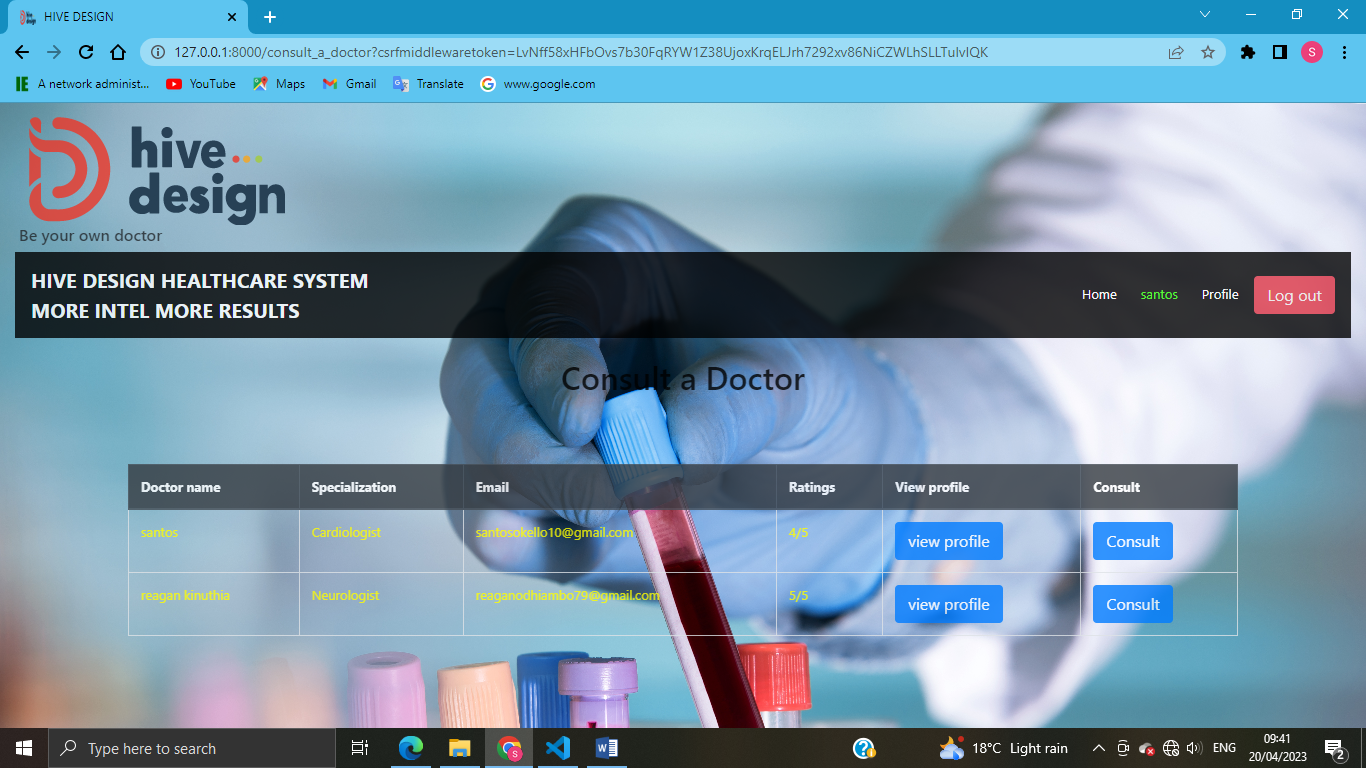 HIVE DESIGN
127.0.0.1:8000/consult_a_doctor?csrfmiddlewaretoken=LvNff58xHFbOvs7b30FqRYW1Z38UjoxKrqELJrh7292xv86NiCZWLhSLLTulvIQK
S
A network administ... YouTube Maps Gmail Translate www.google.com
hive
design
Be your own doctor
HIVE DESIGN HEALTHCARE SYSTEM
MORE INTEL MORE RESULTS
Home santos Profile Log out
Consult a Doctor
Doctor name Specialization Email Ratings View profile Consult
santos Cardiologist santosokello10@gmail.com 4/5 view profile Consult
reagan kinuthia Neurologist reaganodhiambo79@gmail.com 5/5 view profile Consult
Type here to search
18°C Light rain
ENG
09:41
20/04/2023
2